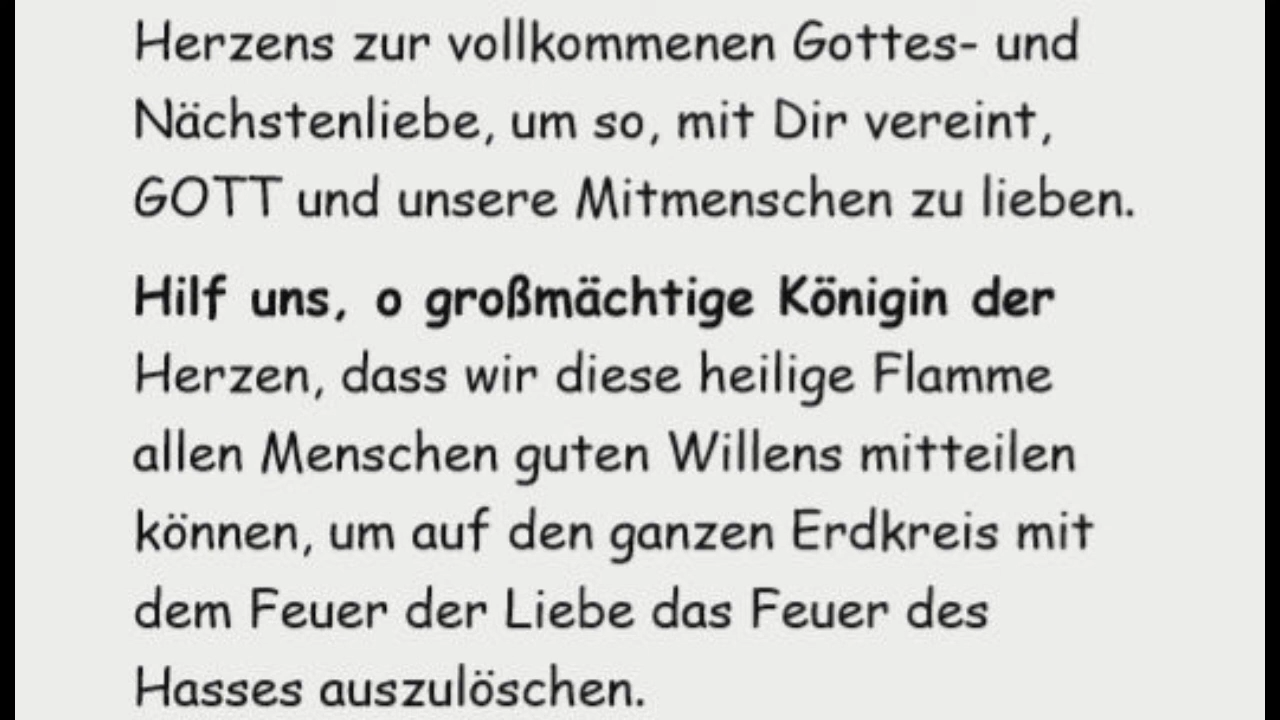 Herzens zur vollkommenen Gottes- und
Nächstenliebe, um so, mit Dir vereint,
GOTT und unsere Mitmenschen zu lieben.
Hilf uns, o großmächtige Königin der
Herzen, dass wir diese heilige Flamme
allen Menschen guten Willens mitteilen
können, um auf den ganzen Erdkreis mit
dem Feuer der Liebe das Feuer des
Hasses auszulöschen.